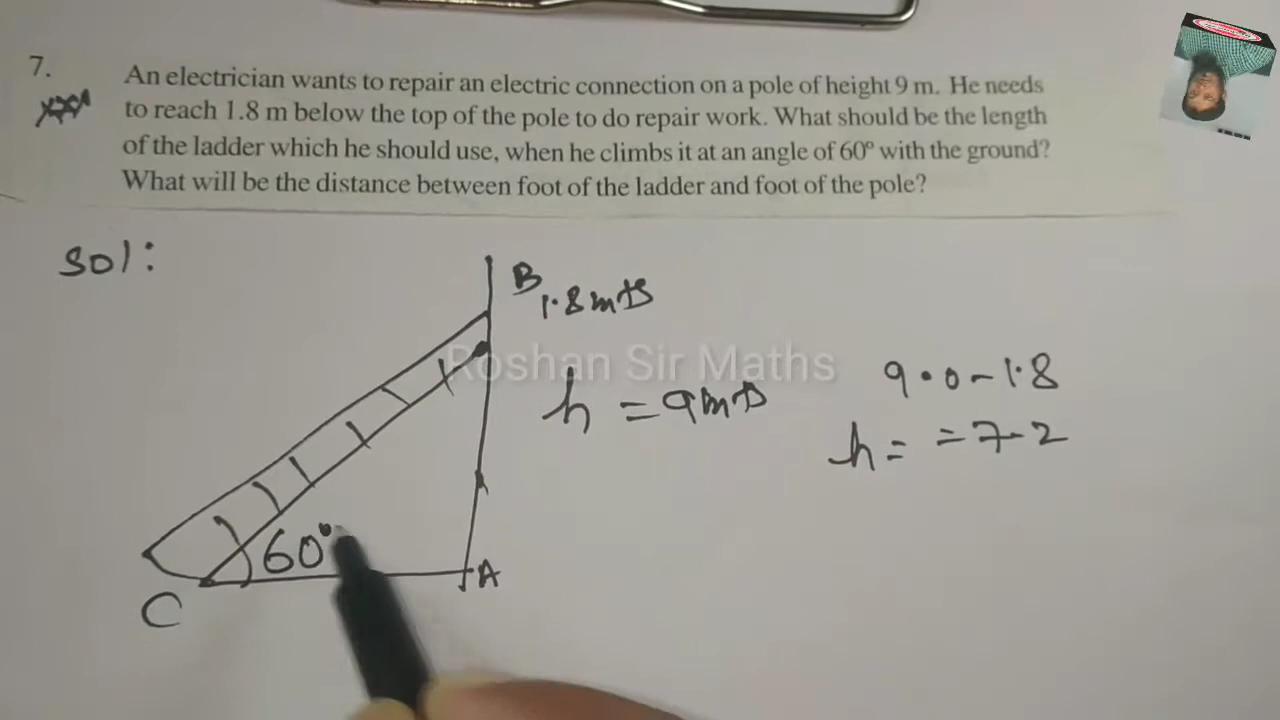 7.
An electrician wants to repair an electric connection on a pole of height 9 m. He needs
to reach 1.8 m below the top of the pole to do repair work. What should be the length
of the ladder which he should use, when he climbs it at an angle of 60° with the ground?
What will be the distance between foot of the ladder and foot of the pole?
Sol:
B
1.8 mts
Roshan Sir Maths
h = 9 mts
9.0-1.8
h = = 7.2
60°
A
C